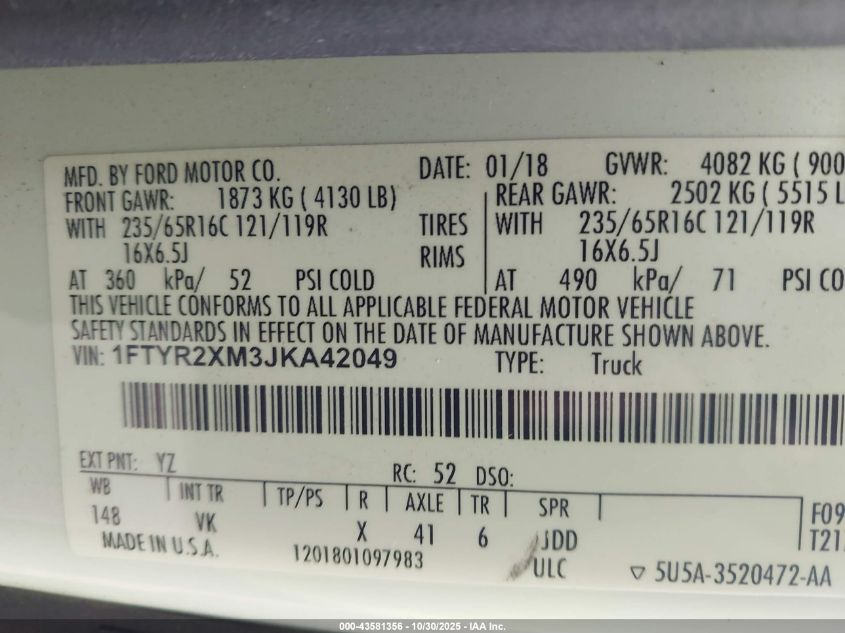 MFD. BY FORD MOTOR CO. DATE: 01/18 GVWR: 4082 KG ( 900
FRONT GAWR: 1873 KG ( 4130 LB) REAR GAWR: 2502 KG ( 5515 L
WITH 235/65R16C 121/119R TIRES WITH 235/65R16C 121/119R
16X6.5J RIMS 16X6.5J
AT 360 kPa/ 52 PSI COLD AT 490 kPa/ 71 PSI CO
THIS VEHICLE CONFORMS TO ALL APPLICABLE FEDERAL MOTOR VEHICLE
SAFETY STANDARDS IN EFFECT ON THE DATE OF MANUFACTURE SHOWN ABOVE.
VIN: 1FTYR2XM3JKA42049 TYPE: Truck
EXT PNT: YZ RC: 52 DSO:
WB INT TR TP/PS R AXLE TR SPR F09
148 VK X 41 6 JDD T21
MADE IN U.S.A. 1201801097983 ULC ▽ 5U5A-3520472-AA
000-43581356 - 10/30/2025 - IAA Inc.